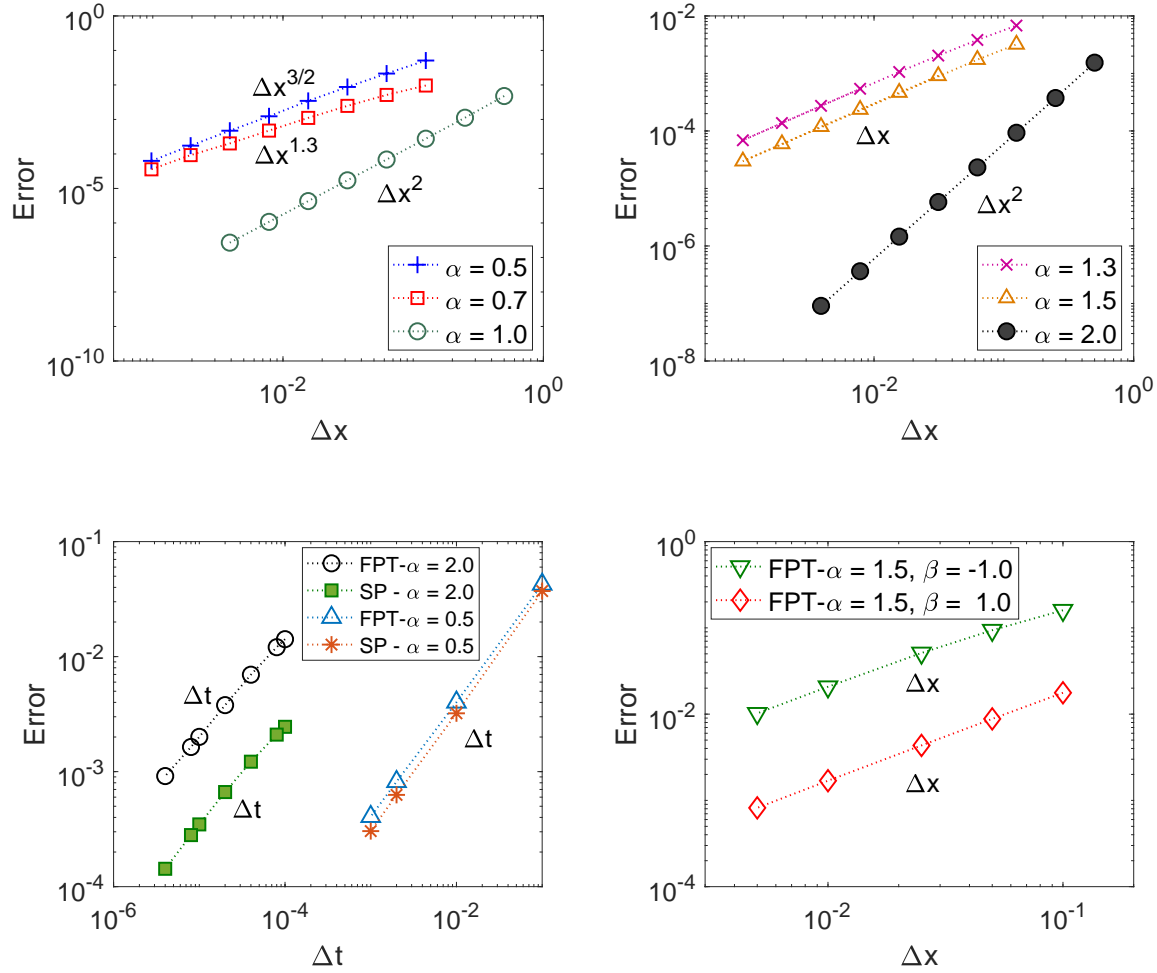 10^0
10^-5
10^-10
Error
Δx^3/2
Δx^1.3
Δx^2
α = 0.5
α = 0.7
α = 1.0
10^-2
10^0
Δx
10^-2
10^-4
10^-6
10^-8
Error
Δx
Δx^2
α = 1.3
α = 1.5
α = 2.0
10^-2
10^0
Δx
10^-1
10^-2
10^-3
10^-4
Error
FPT-α = 2.0
SP - α = 2.0
FPT-α = 0.5
SP - α = 0.5
Δt
Δt
Δt
10^-6
10^-4
10^-2
Δt
10^0
10^-2
10^-4
Error
FPT-α = 1.5, β = -1.0
FPT-α = 1.5, β = 1.0
Δx
Δx
10^-2
10^-1
Δx